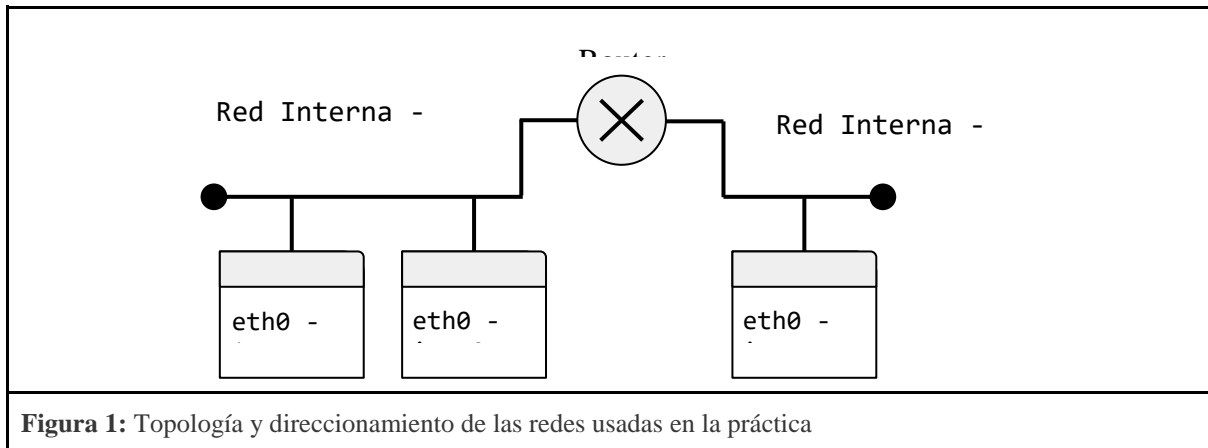 Red Interna -
Red Interna -
eth0 -
eth0 -
eth0 -
Figura 1: Topología y direccionamiento de las redes usadas en la práctica